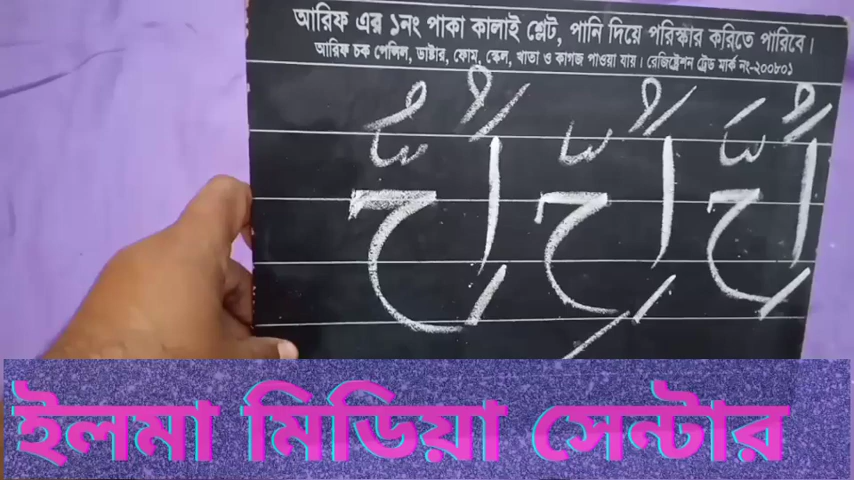 আরিফ এর ১নং পাকা কালাই শ্লেট, পানি দিয়ে পরিস্কার করিতে পারিবে।
আরিফ চক পেন্সিল, ডাষ্টার, ফোম, স্কেল, খাতা ও কাগজ পাওয়া যায়। রেজিষ্ট্রেশন ট্রেড মার্ক নং-২০০৮০১
اَُِحَّ اَُِحِّ اَُِحُّ
ইলমা মিডিয়া সেন্টার